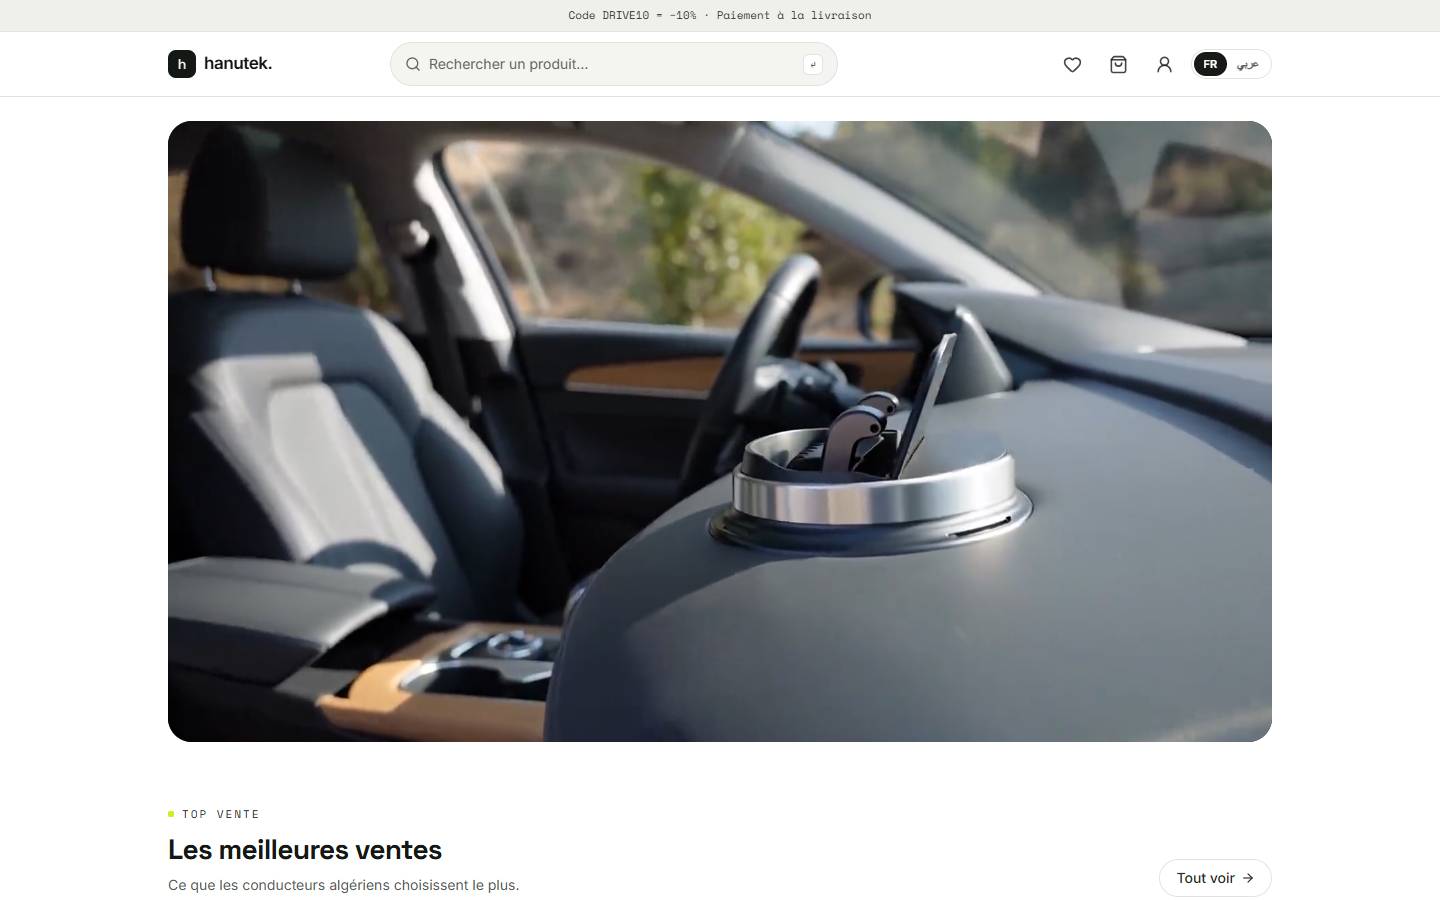 Code DRIVE10 = −10% · Paiement à la livraison
h hanutek.
Rechercher un produit...
FR عربي
TOP VENTE
Les meilleures ventes
Ce que les conducteurs algériens choisissent le plus.
Tout voir →